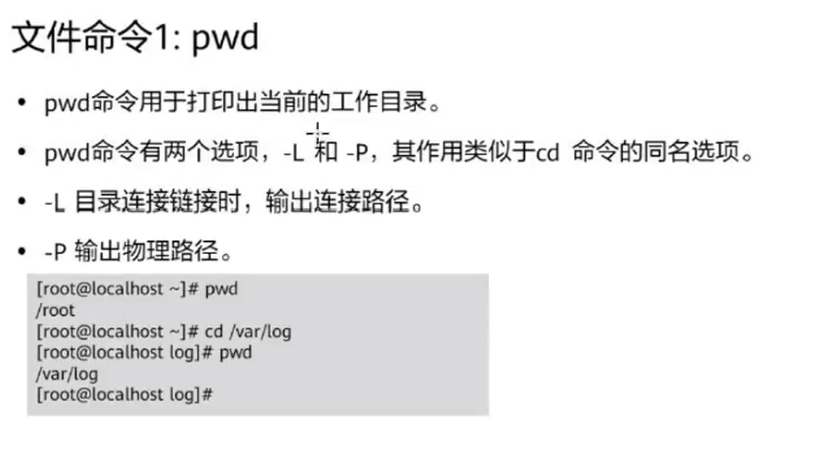 文件命令1: pwd
• pwd命令用于打印出当前的工作目录。
• pwd命令有两个选项，-L 和 -P，其作用类似于cd 命令的同名选项。
• -L 目录连接链接时，输出连接路径。
• -P 输出物理路径。
[root@localhost ~]# pwd
/root
[root@localhost ~]# cd /var/log
[root@localhost log]# pwd
/var/log
[root@localhost log]#